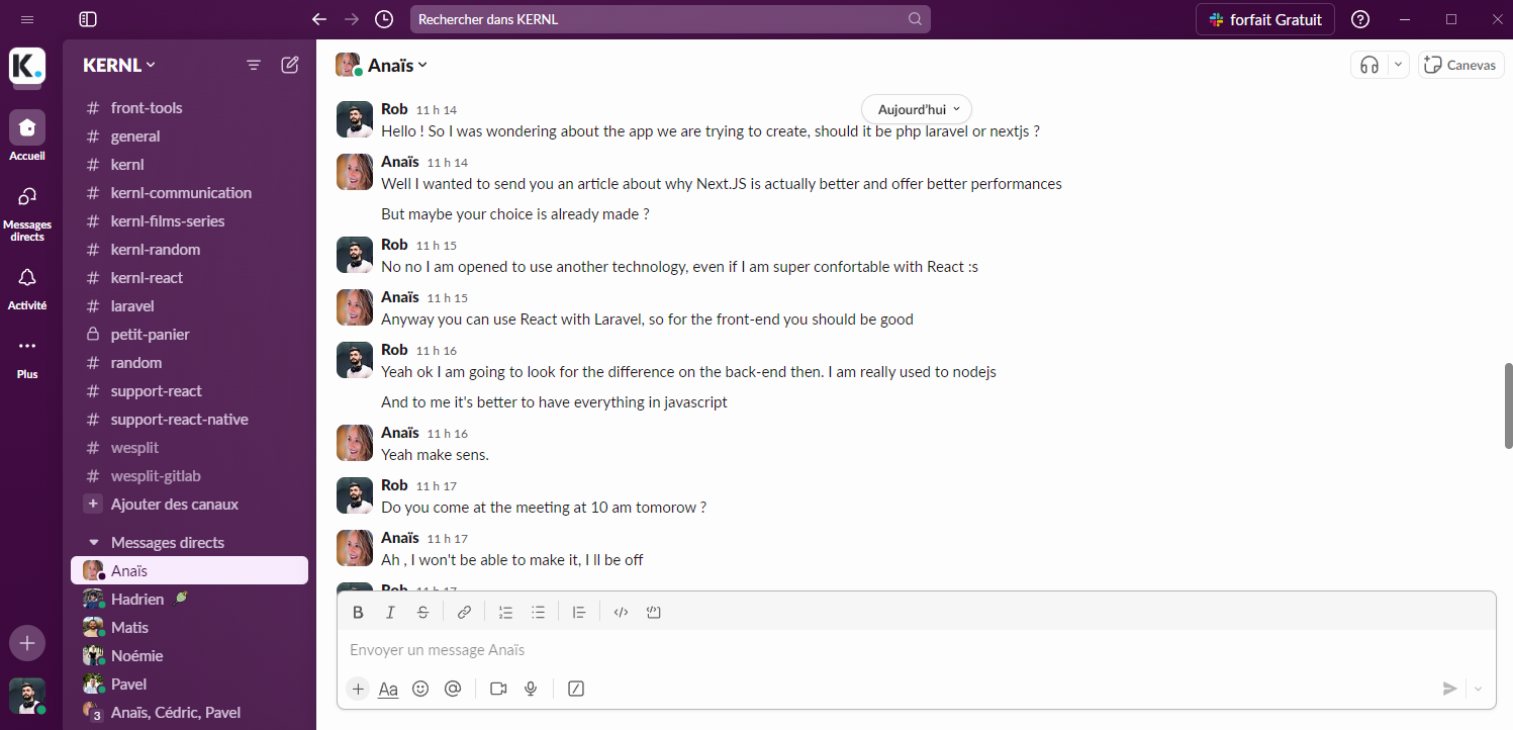 Rechercher dans KERNL
forfait Gratuit
K.
KERNL
Anaïs
Canevas
Accueil
Messages
directs
Activité
Plus
# front-tools
# general
# kernl
# kernl-communication
# kernl-films-series
# kernl-random
# kernl-react
# laravel
petit-panier
# random
# support-react
# support-react-native
# wesplit
# wesplit-gitlab
+ Ajouter des canaux
Messages directs
Anaïs
Hadrien
Matis
Noémie
Pavel
3 Anaïs, Cédric, Pavel
Aujourd'hui
Rob 11 h 14
Hello ! So I was wondering about the app we are trying to create, should it be php laravel or nextjs ?
Anaïs 11 h 14
Well I wanted to send you an article about why Next.JS is actually better and offer better performances
But maybe your choice is already made ?
Rob 11 h 15
No no I am opened to use another technology, even if I am super confortable with React :s
Anaïs 11 h 15
Anyway you can use React with Laravel, so for the front-end you should be good
Rob 11 h 16
Yeah ok I am going to look for the difference on the back-end then. I am really used to nodejs
And to me it's better to have everything in javascript
Anaïs 11 h 16
Yeah make sens.
Rob 11 h 17
Do you come at the meeting at 10 am tomorow ?
Anaïs 11 h 17
Ah , I won't be able to make it, I ll be off
Rob 11 h 17
B I S
Envoyer un message Anaïs
+ Aa @